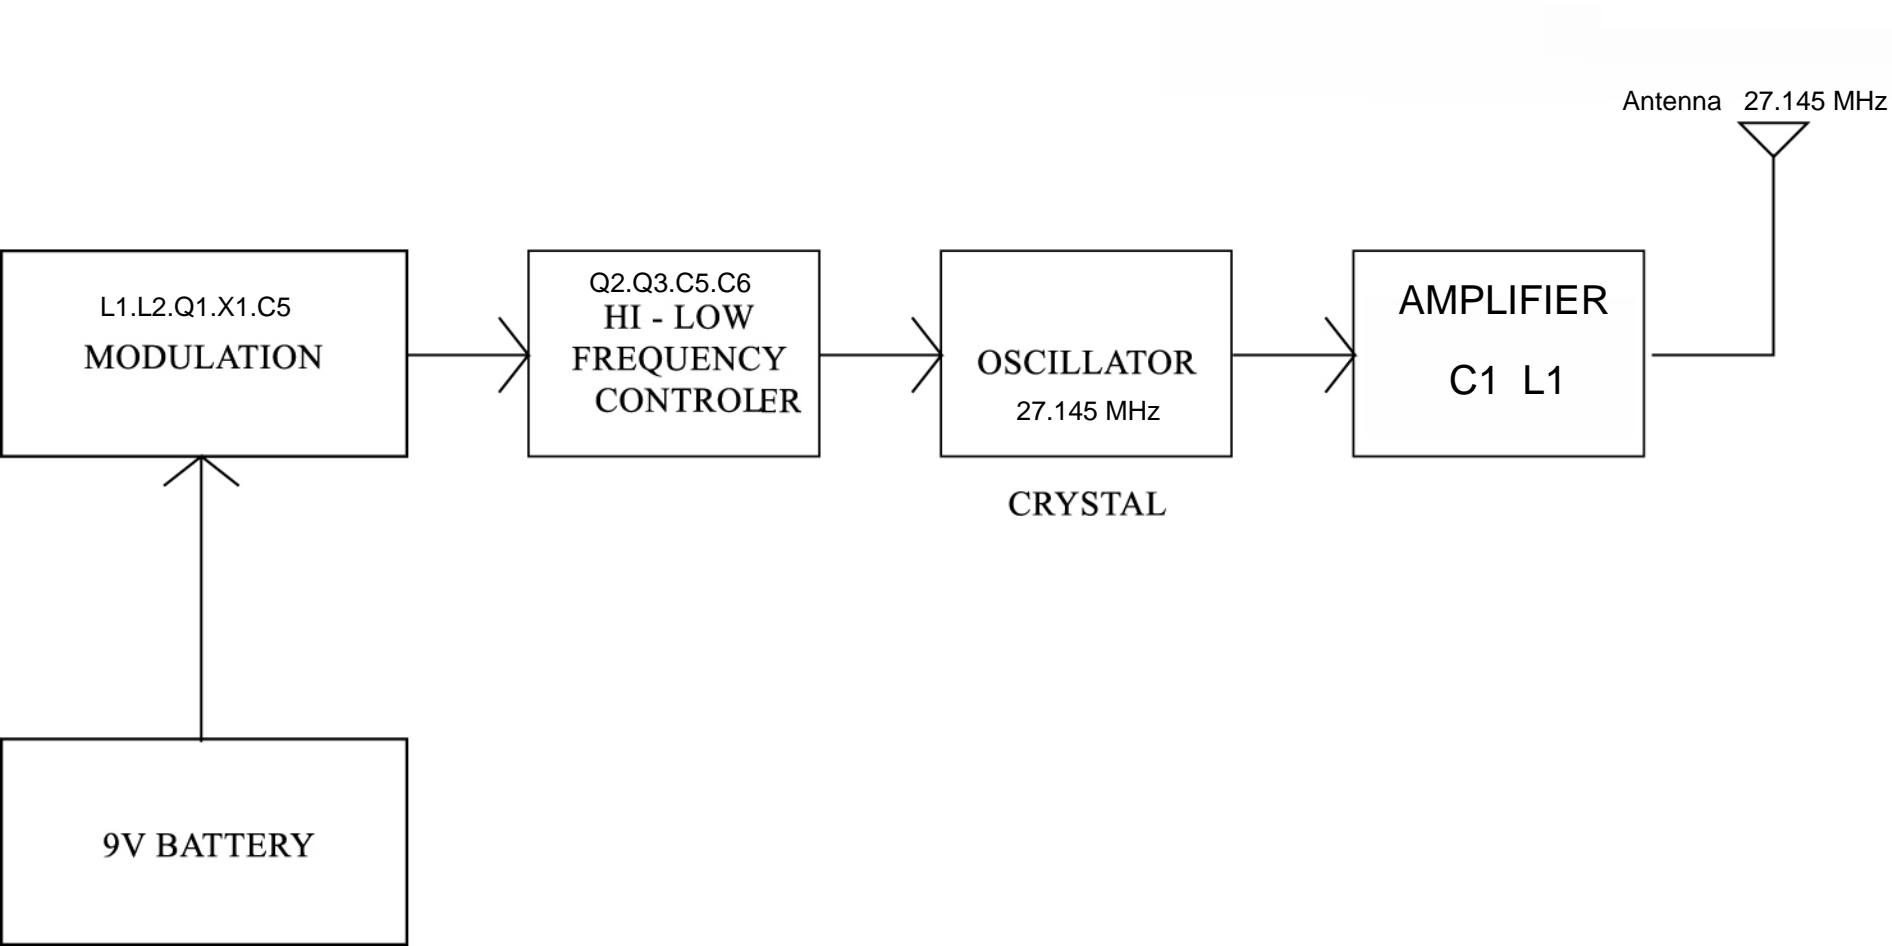 Antenna 27.145 MHz
L1.L2.Q1.X1.C5
MODULATION
Q2.Q3.C5.C6
HI - LOW
FREQUENCY
CONTROLER
OSCILLATOR
27.145 MHz
CRYSTAL
AMPLIFIER
C1 L1
9V BATTERY